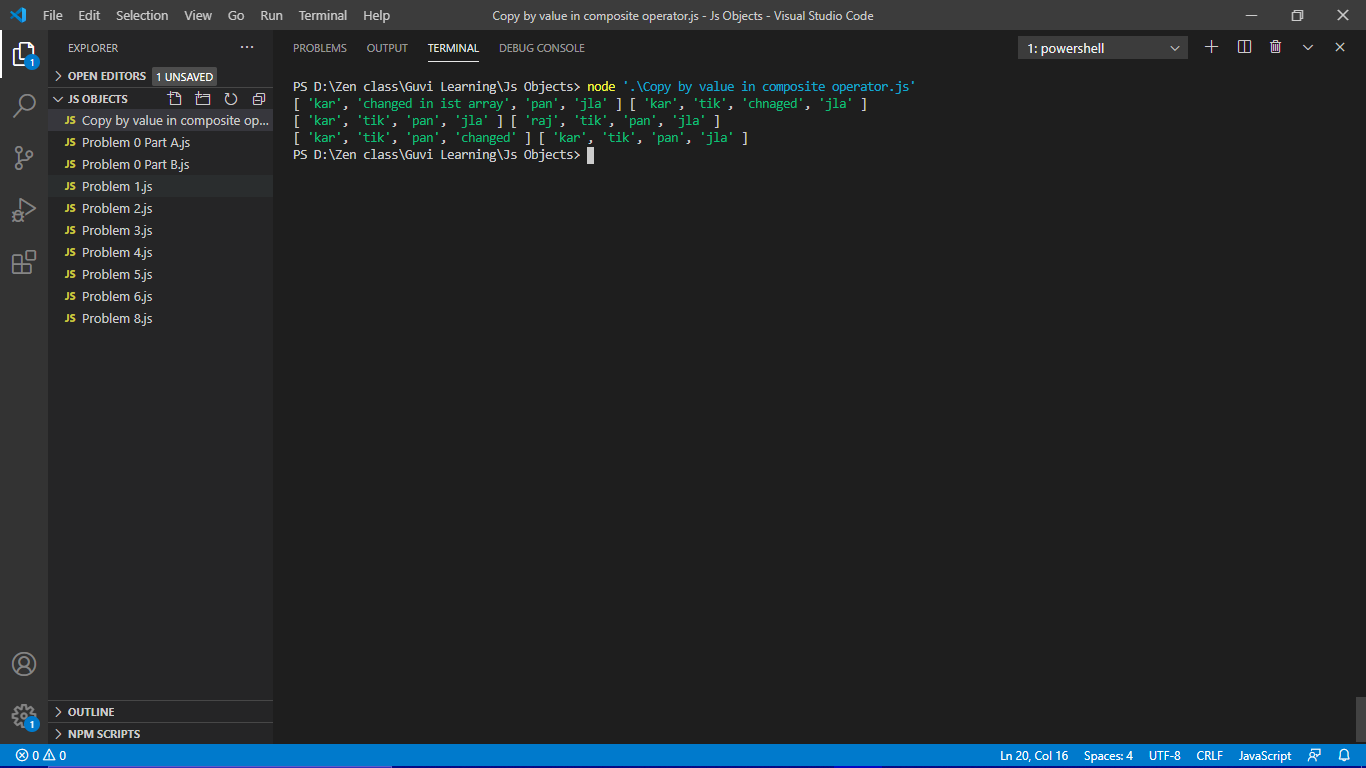 File Edit Selection View Go Run Terminal Help Copy by value in composite operator.js - Js Objects - Visual Studio Code
EXPLORER
OPEN EDITORS 1 UNSAVED
JS OBJECTS
JS Copy by value in composite op...
JS Problem 0 Part A.js
JS Problem 0 Part B.js
JS Problem 1.js
JS Problem 2.js
JS Problem 3.js
JS Problem 4.js
JS Problem 5.js
JS Problem 6.js
JS Problem 8.js
OUTLINE
NPM SCRIPTS
1
1
PROBLEMS OUTPUT TERMINAL DEBUG CONSOLE 1: powershell
PS D:\Zen class\Guvi Learning\Js Objects> node '.\Copy by value in composite operator.js'
[ 'kar', 'changed in ist array', 'pan', 'jla' ] [ 'kar', 'tik', 'chnaged', 'jla' ]
[ 'kar', 'tik', 'pan', 'jla' ] [ 'raj', 'tik', 'pan', 'jla' ]
[ 'kar', 'tik', 'pan', 'changed' ] [ 'kar', 'tik', 'pan', 'jla' ]
PS D:\Zen class\Guvi Learning\Js Objects>
0 0 Ln 20, Col 16 Spaces: 4 UTF-8 CRLF JavaScript